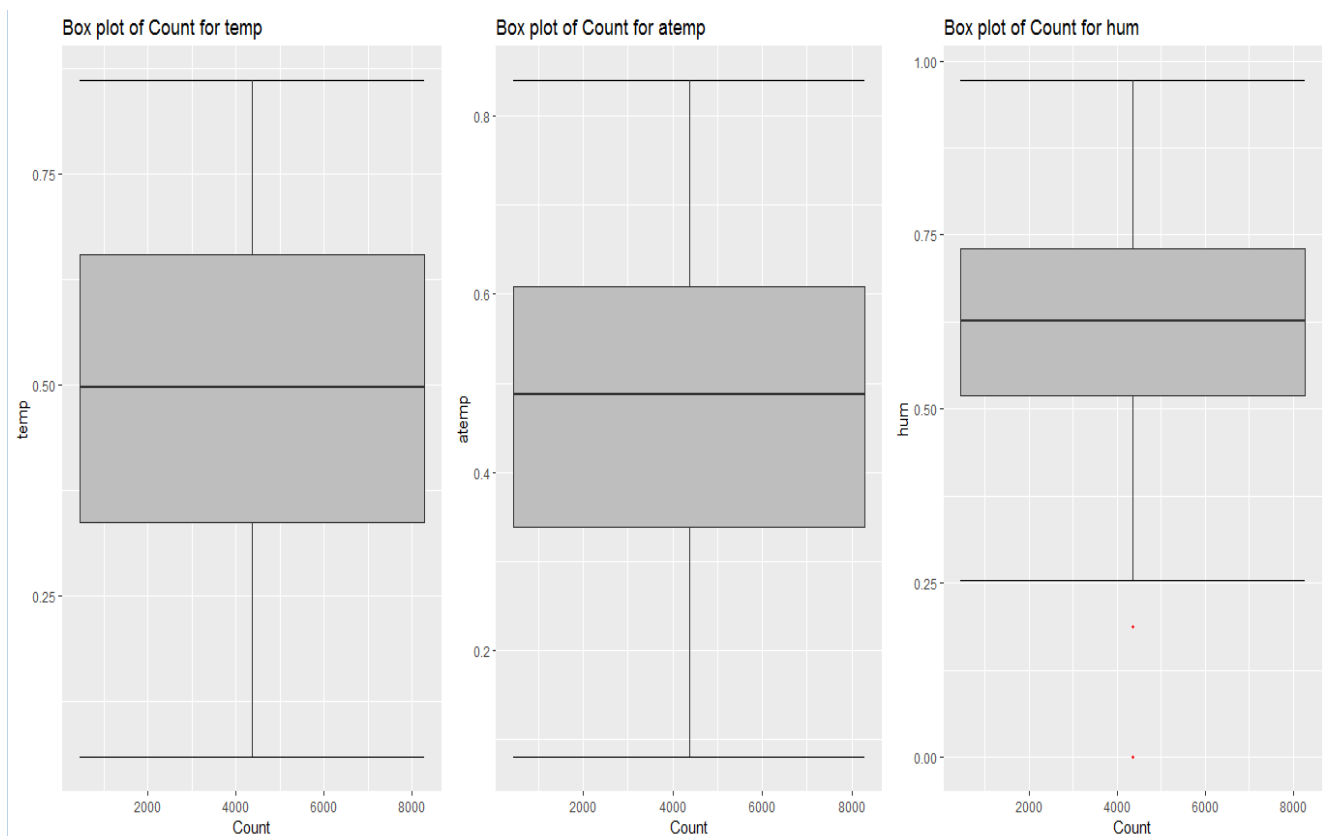 Box plot of Count for temp
temp
0.75
0.50
0.25
2000 4000 6000 8000
Count
Box plot of Count for atemp
atemp
0.8
0.6
0.4
0.2
2000 4000 6000 8000
Count
Box plot of Count for hum
hum
1.00
0.75
0.50
0.25
0.00
2000 4000 6000 8000
Count